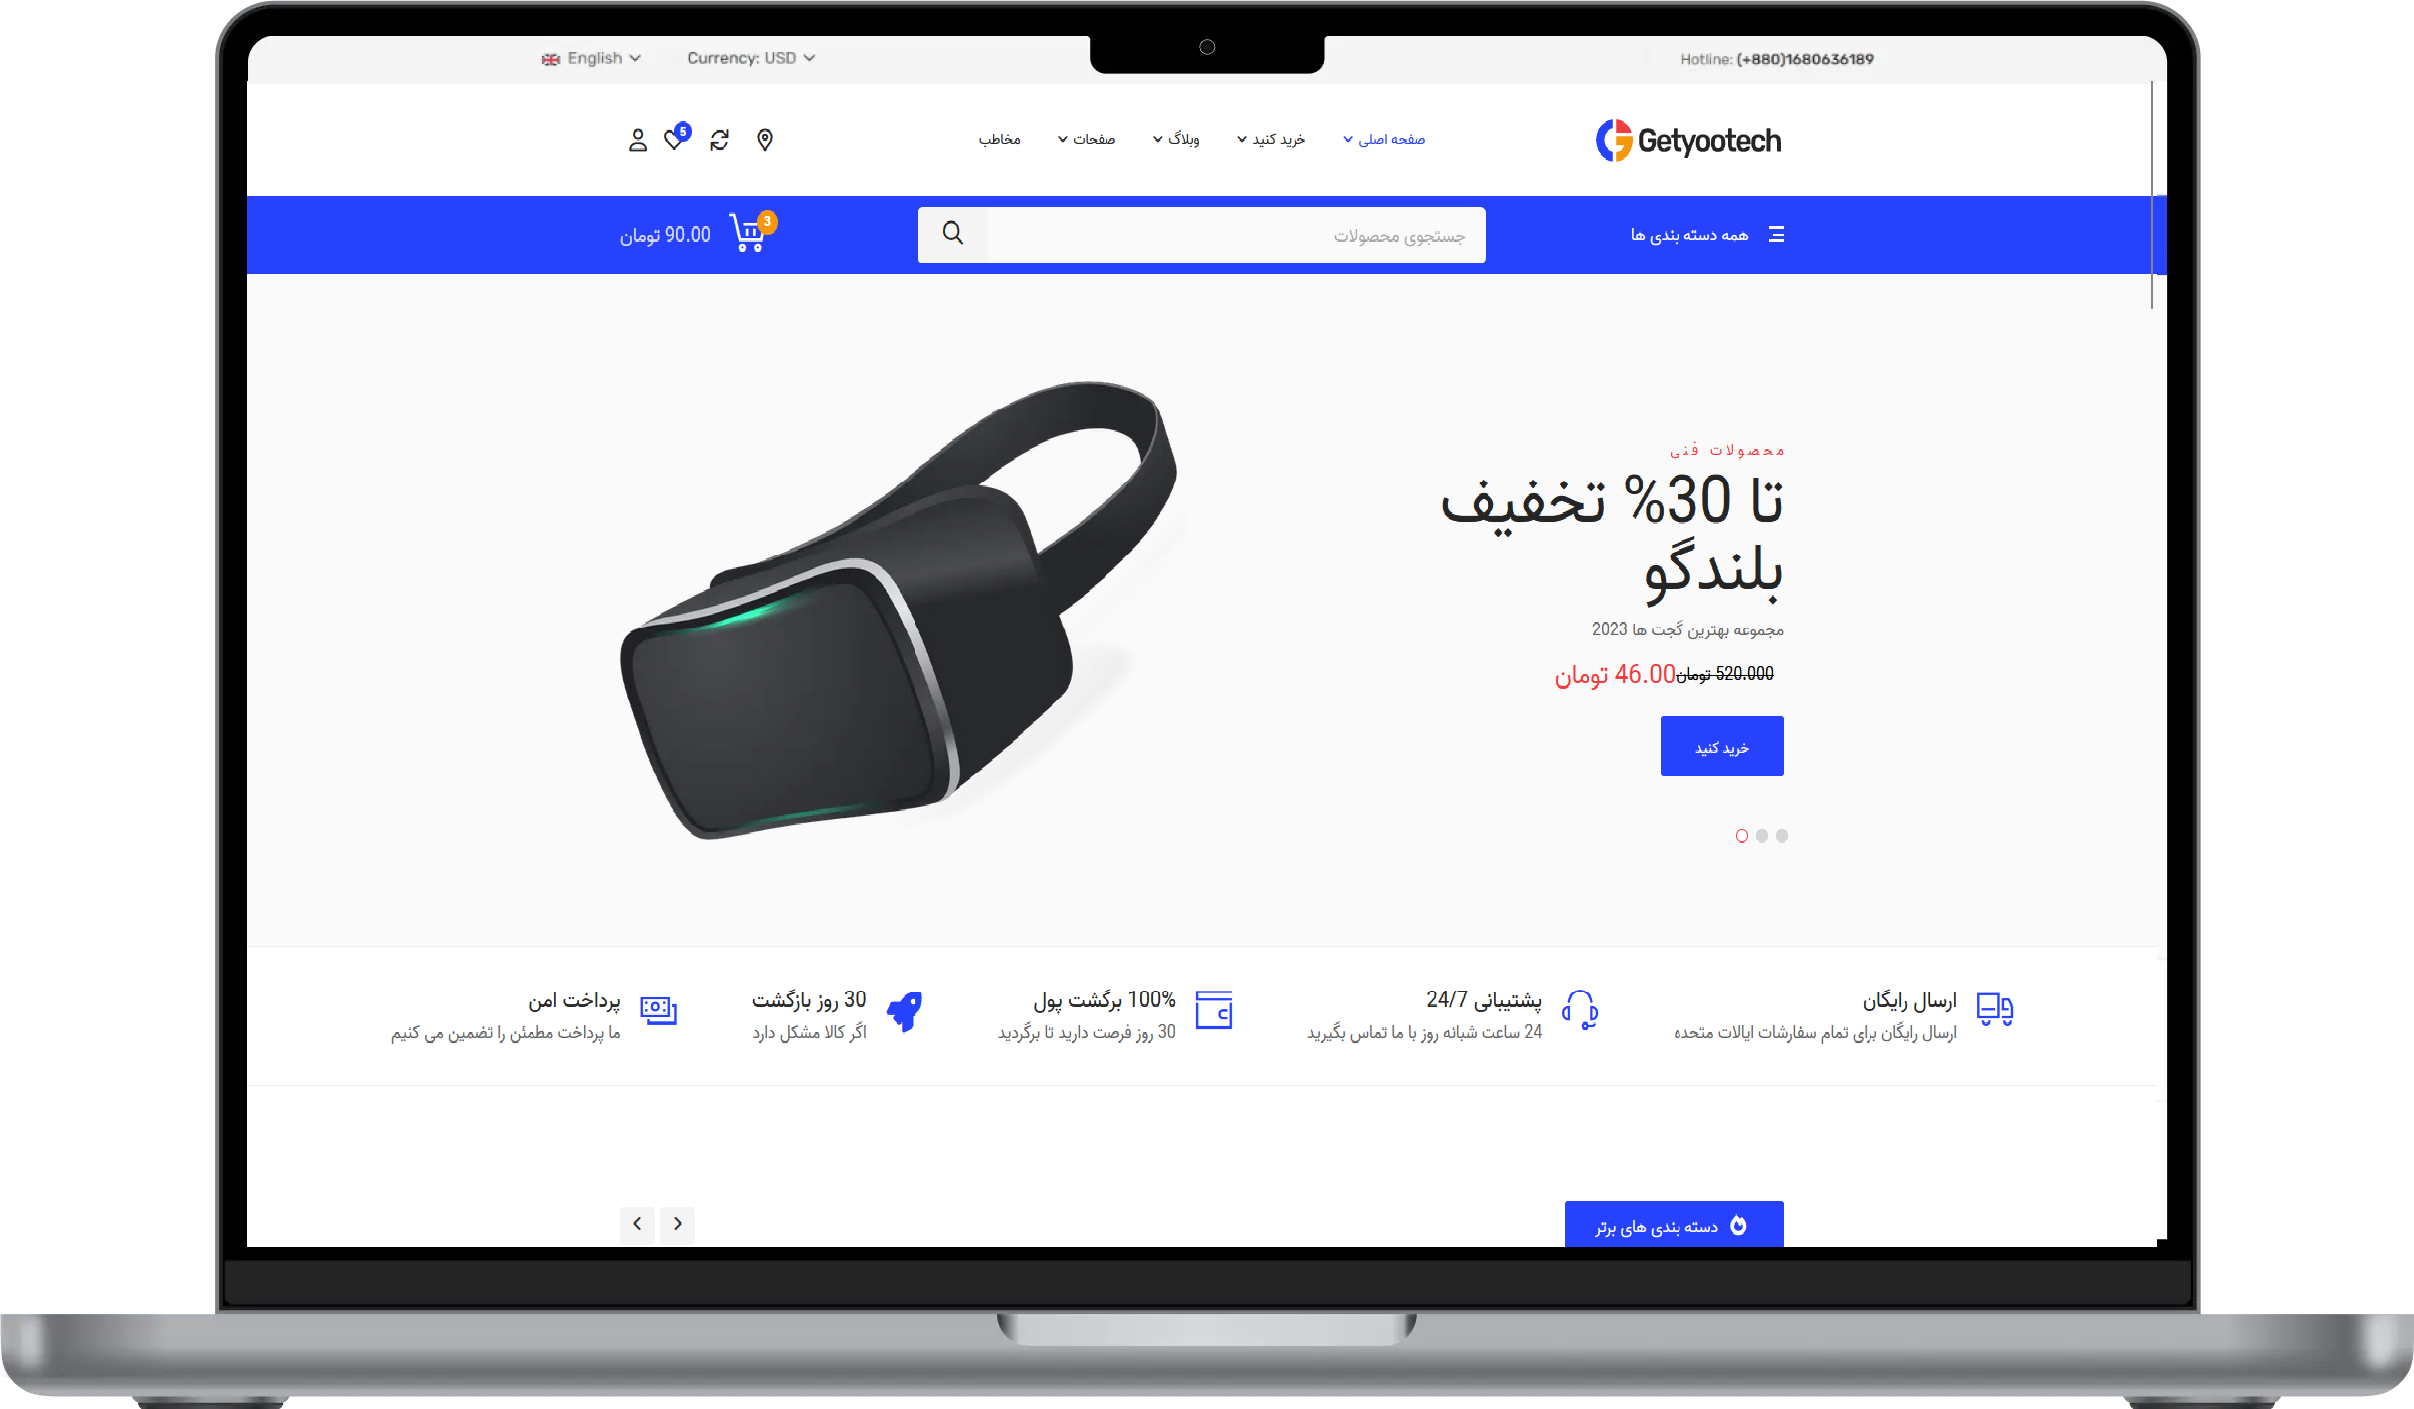 English
Currency: USD
Hotline: (+880)1680636189
Getyootech
صفحه اصلی
خرید کنید
وبلاگ
صفحات
مخاطب
5
همه دسته بندی ها
جستجوی محصولات
3
90.00 تومان
محصولات فنی
تا 30% تخفیف
بلندگو
مجموعه بهترین گجت ها 2023
520.000 تومان
46.00 تومان
خرید کنید
ارسال رایگان
ارسال رایگان برای تمام سفارشات ایالات متحده
پشتیبانی 24/7
24 ساعت شبانه روز با ما تماس بگیرید
100% برگشت پول
30 روز فرصت دارید تا برگردید
30 روز بازگشت
اگر کالا مشکل دارد
پرداخت امن
ما پرداخت مطمئن را تضمین می کنیم
دسته بندی های برتر